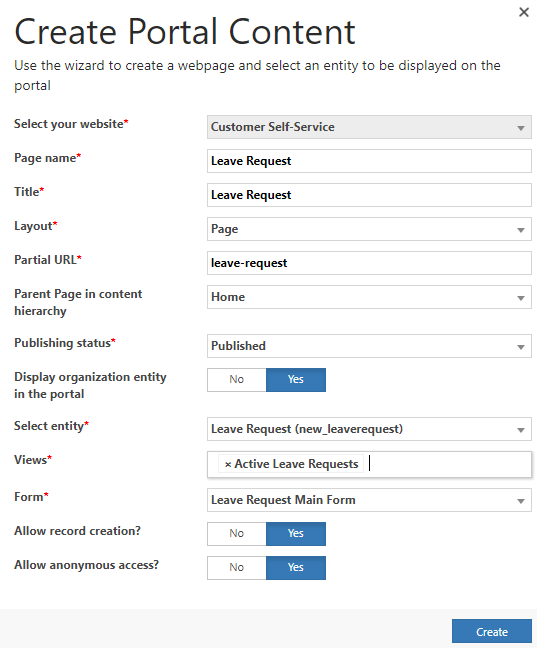 ×
Create Portal Content
Use the wizard to create a webpage and select an entity to be displayed on the
portal
Select your website* Customer Self-Service
Page name* Leave Request
Title* Leave Request
Layout* Page
Partial URL* leave-request
Parent Page in content Home
hierarchy
Publishing status* Published
Display organization entity No Yes
in the portal
Select entity* Leave Request (new_leaverequest)
Views* × Active Leave Requests
Form* Leave Request Main Form
Allow record creation? No Yes
Allow anonymous access? No Yes
Create